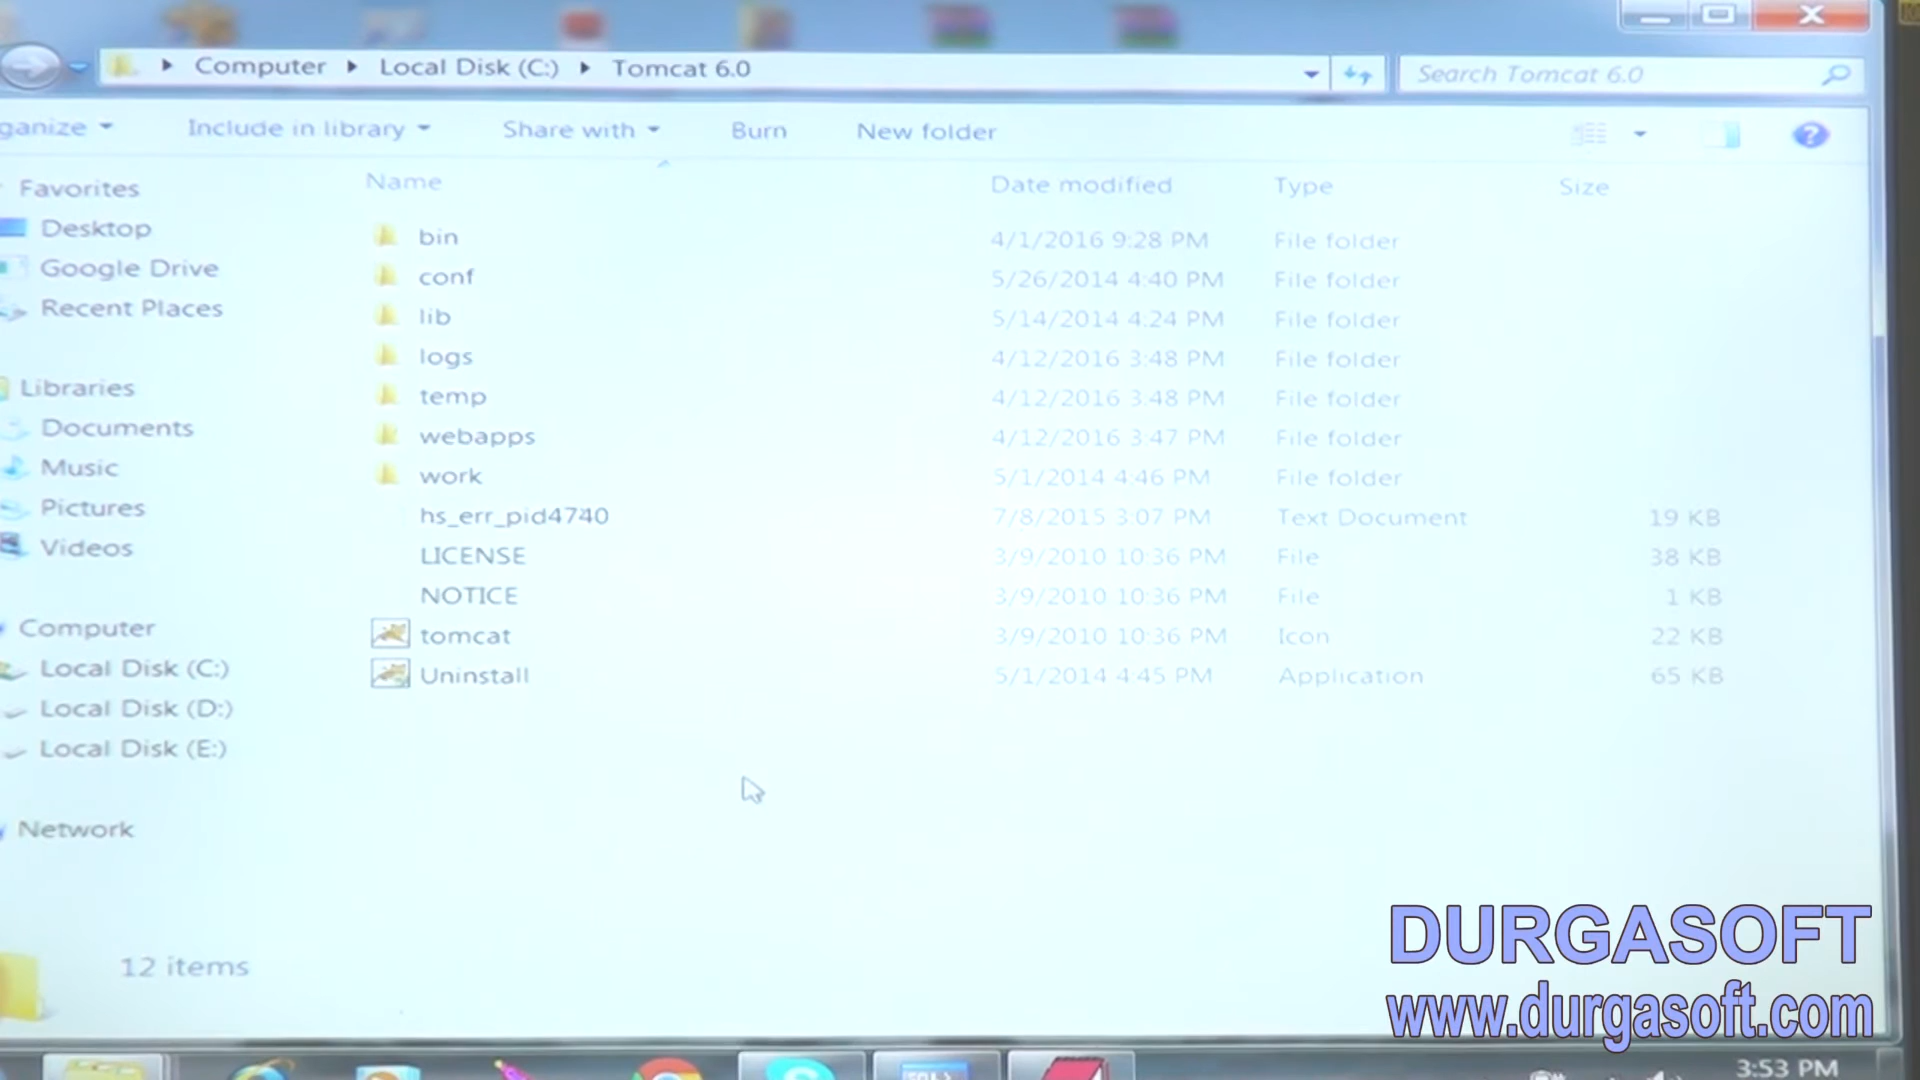 Computer Local Disk (C:) Tomcat 6.0
Search Tomcat 6.0
ganize Include in library Share with Burn New folder
Name Date modified Type Size
Favorites
Desktop
Google Drive
Recent Places
Libraries
Documents
Music
Pictures
Videos
Computer
Local Disk (C:)
Local Disk (D:)
Local Disk (E:)
Network
bin 4/1/2016 9:28 PM File folder
conf 5/26/2014 4:40 PM File folder
lib 5/14/2014 4:24 PM File folder
logs 4/12/2016 3:48 PM File folder
temp 4/12/2016 3:48 PM File folder
webapps 4/12/2016 3:47 PM File folder
work 5/1/2014 4:46 PM File folder
hs_err_pid4740 7/8/2015 3:07 PM Text Document 19 KB
LICENSE 3/9/2010 10:36 PM File 38 KB
NOTICE 3/9/2010 10:36 PM File 1 KB
tomcat 3/9/2010 10:36 PM Icon 22 KB
Uninstall 5/1/2014 4:45 PM Application 65 KB
12 items
DURGASOFT
www.durgasoft.com
3:53 PM